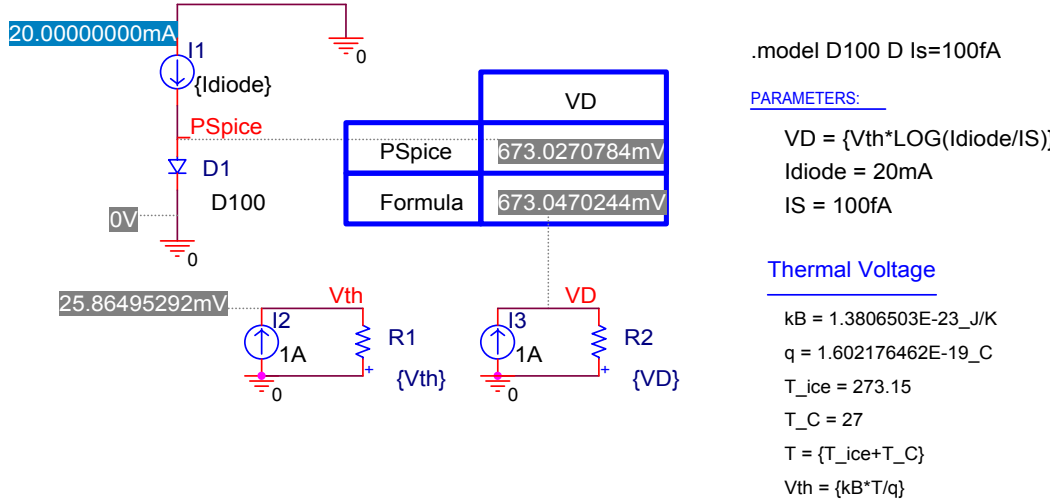 20.00000000mA
I1
{Idiode}
0
PSpice
D1
D100
0V
0
VD
PSpice 673.0270784mV
Formula 673.0470244mV
25.86495292mV
Vth
I2
1A
R1
{Vth}
+
0
VD
I3
1A
R2
{VD}
+
0
.model D100 D Is=100fA
PARAMETERS:
VD = {Vth*LOG(Idiode/IS)}
Idiode = 20mA
IS = 100fA
Thermal Voltage
kB = 1.3806503E-23_J/K
q = 1.602176462E-19_C
T_ice = 273.15
T_C = 27
T = {T_ice+T_C}
Vth = {kB*T/q}